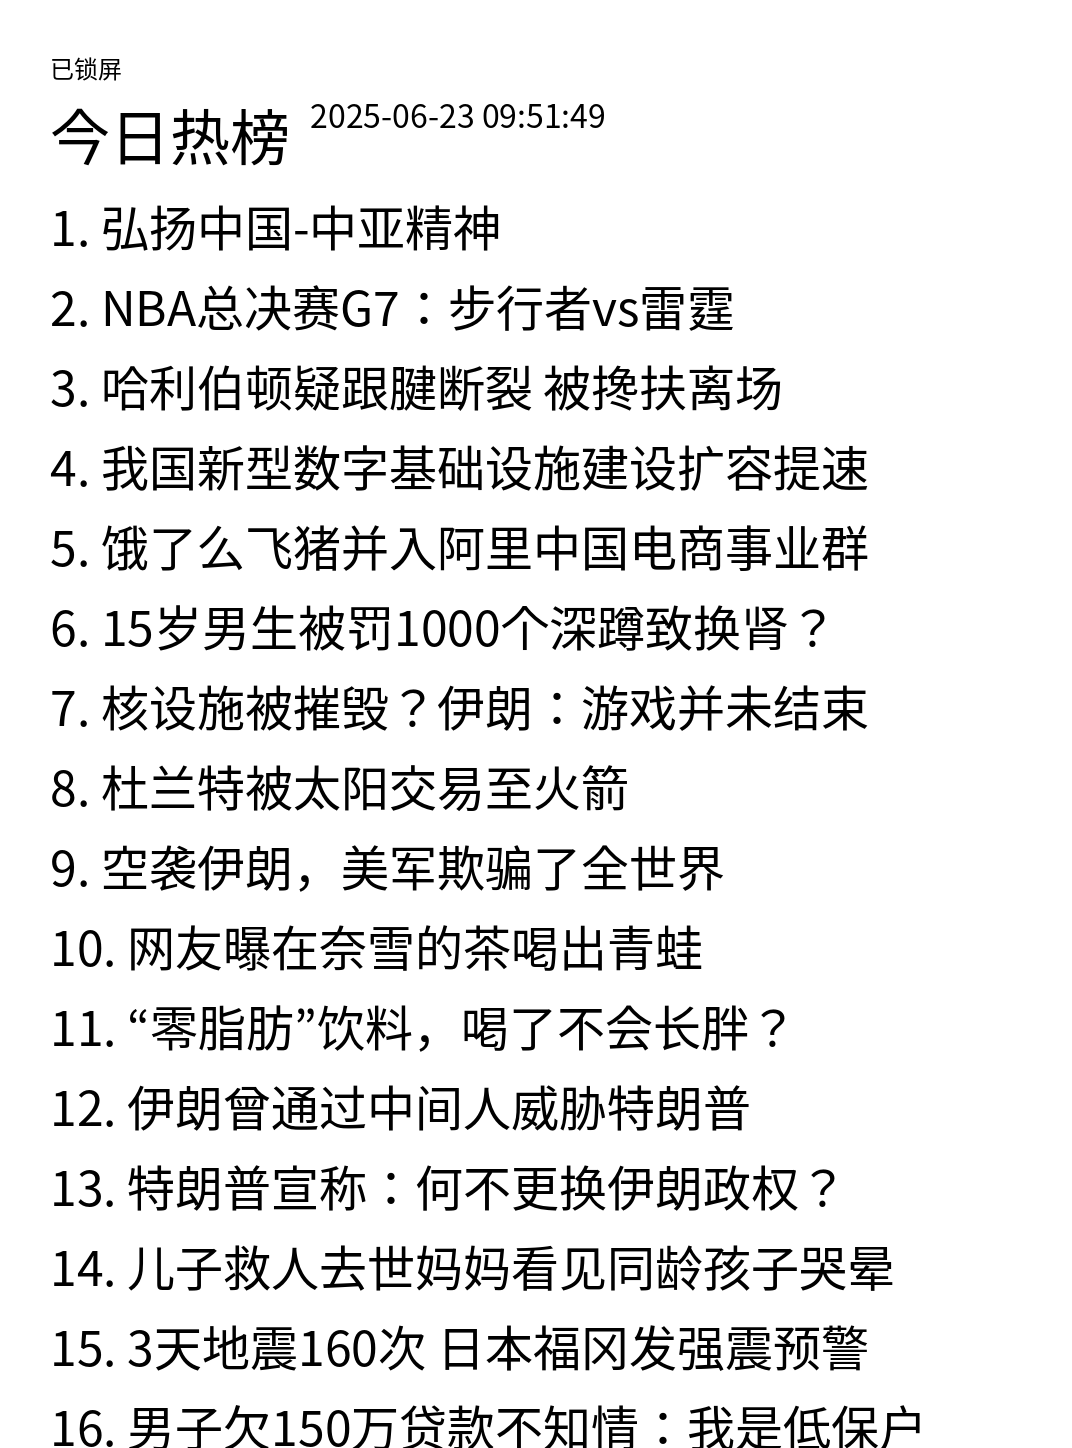 已锁屏
今日热榜 2025-06-23 09:51:49
1. 弘扬中国-中亚精神
2. NBA总决赛G7：步行者vs雷霆
3. 哈利伯顿疑跟腱断裂 被搀扶离场
4. 我国新型数字基础设施建设扩容提速
5. 饿了么飞猪并入阿里中国电商事业群
6. 15岁男生被罚1000个深蹲致换肾？
7. 核设施被摧毁？伊朗：游戏并未结束
8. 杜兰特被太阳交易至火箭
9. 空袭伊朗，美军欺骗了全世界
10. 网友曝在奈雪的茶喝出青蛙
11. “零脂肪”饮料，喝了不会长胖？
12. 伊朗曾通过中间人威胁特朗普
13. 特朗普宣称：何不更换伊朗政权？
14. 儿子救人去世妈妈看见同龄孩子哭晕
15. 3天地震160次 日本福冈发强震预警
16. 男子欠150万贷款不知情：我是低保户